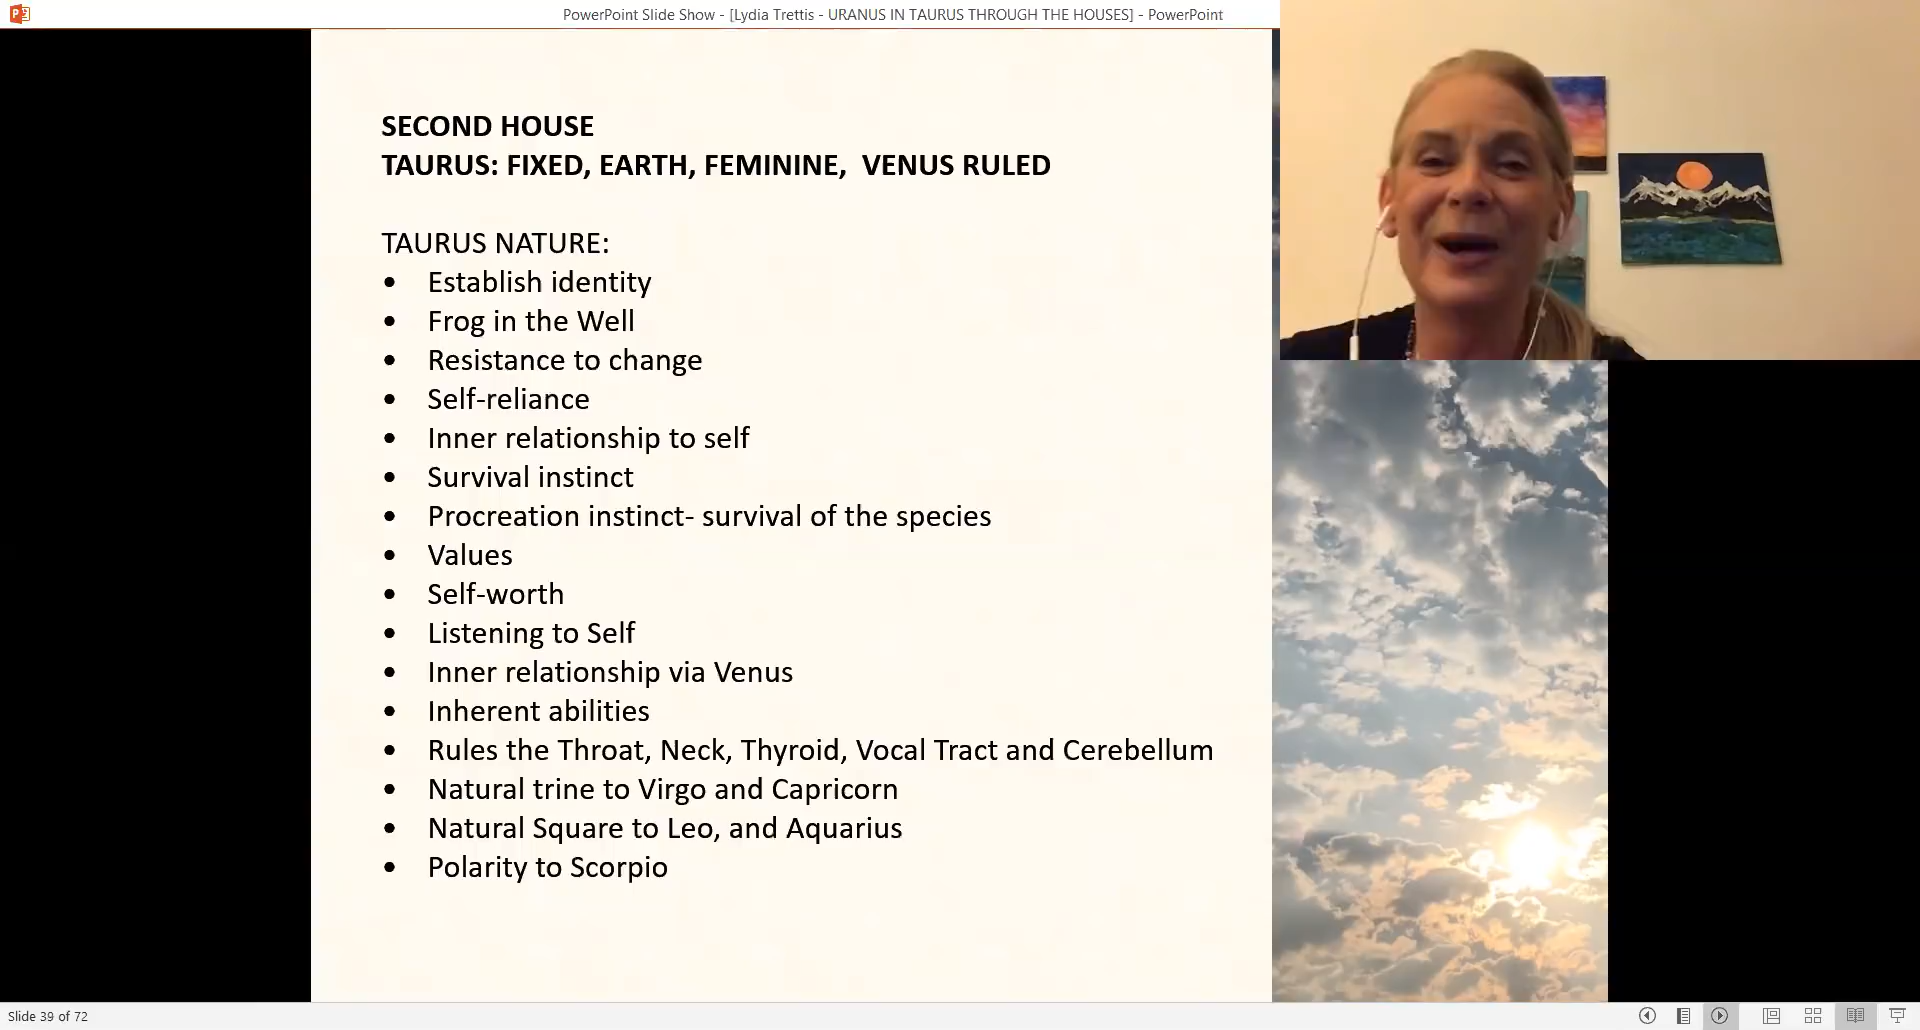 PowerPoint Slide Show - [Lydia Trettis - URANUS IN TAURUS THROUGH THE HOUSES] - PowerPoint
SECOND HOUSE
TAURUS: FIXED, EARTH, FEMININE,  VENUS RULED
TAURUS NATURE:
• Establish identity
• Frog in the Well
• Resistance to change
• Self-reliance
• Inner relationship to self
• Survival instinct
• Procreation instinct- survival of the species
• Values
• Self-worth
• Listening to Self
• Inner relationship via Venus
• Inherent abilities
• Rules the Throat, Neck, Thyroid, Vocal Tract and Cerebellum
• Natural trine to Virgo and Capricorn
• Natural Square to Leo, and Aquarius
• Polarity to Scorpio
Slide 39 of 72